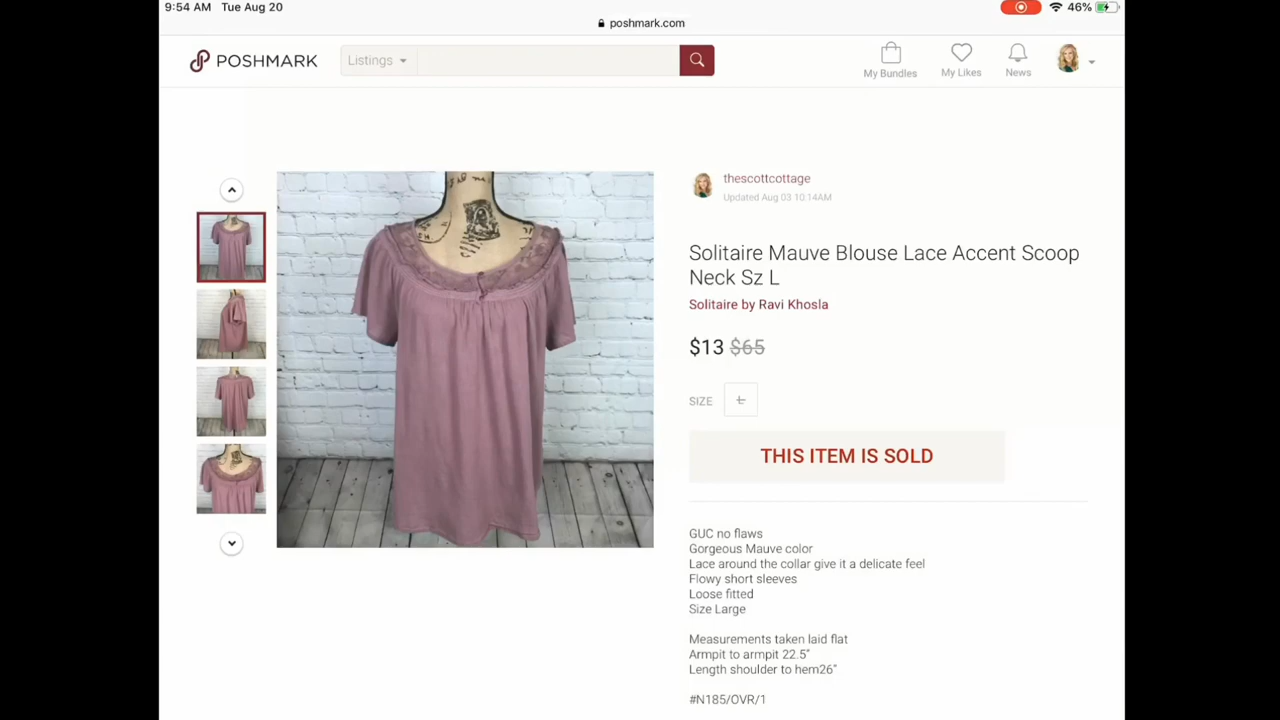 9:54 AM Tue Aug 20
46%
poshmark.com
POSHMARK
Listings
My Bundles
My Likes
News
thescottcottage
Updated Aug 03 10:14AM
Solitaire Mauve Blouse Lace Accent Scoop
Neck Sz L
Solitaire by Ravi Khosla
$13 $65
SIZE L
THIS ITEM IS SOLD
GUC no flaws
Gorgeous Mauve color
Lace around the collar give it a delicate feel
Flowy short sleeves
Loose fitted
Size Large
Measurements taken laid flat
Armpit to armpit 22.5"
Length shoulder to hem26"
#N185/OVR/1